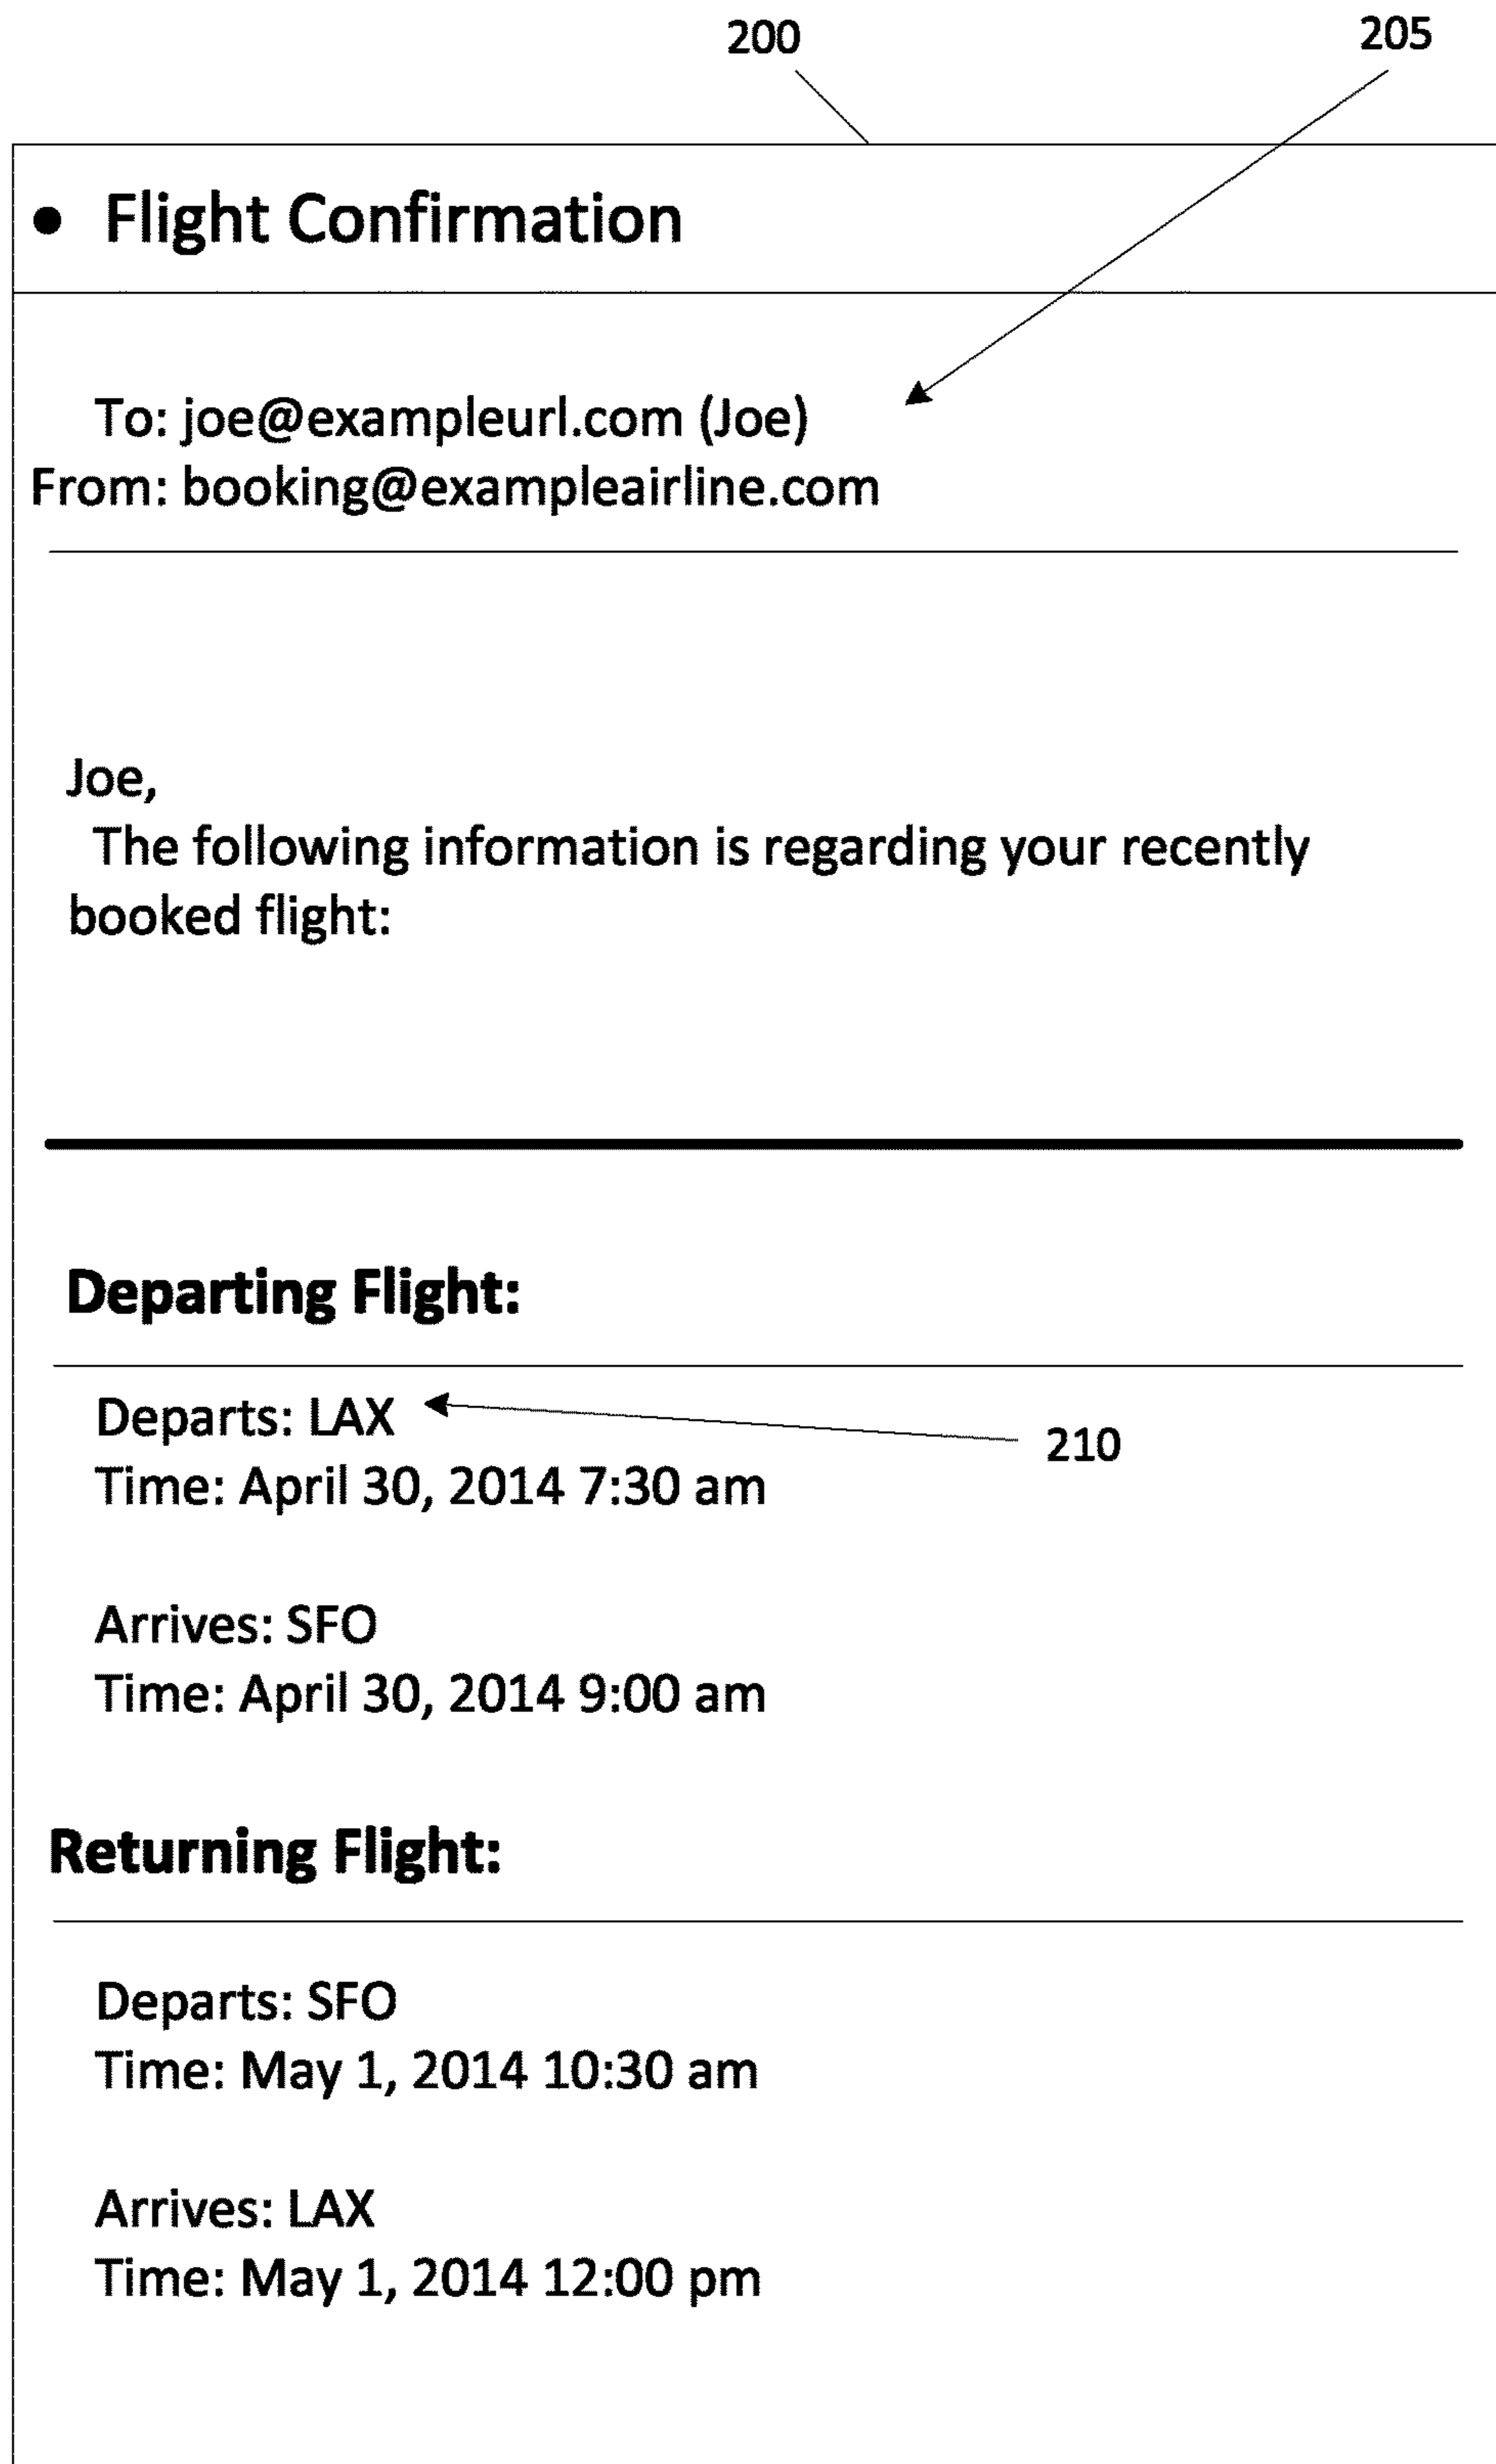 200
205
• Flight Confirmation
To: joe@exampleurl.com (Joe)
From: booking@exampleairline.com
Joe,
The following information is regarding your recently
booked flight:
Departing Flight:
Departs: LAX
210
Time: April 30, 2014 7:30 am
Arrives: SFO
Time: April 30, 2014 9:00 am
Returning Flight:
Departs: SFO
Time: May 1, 2014 10:30 am
Arrives: LAX
Time: May 1, 2014 12:00 pm